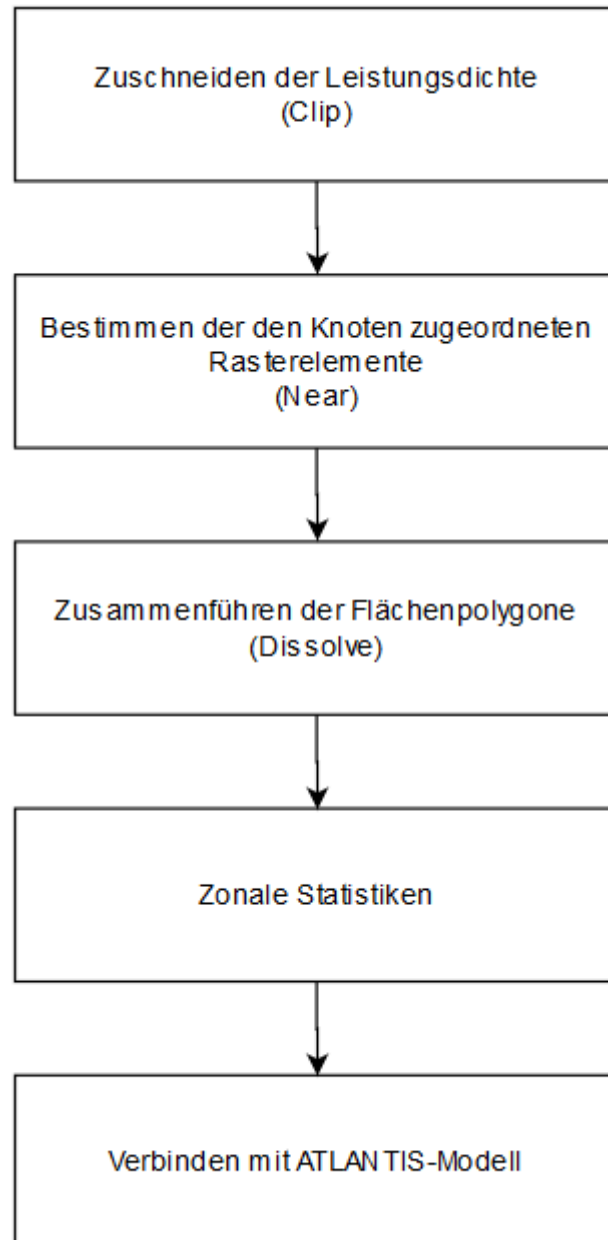 Zuschneiden der Leistungsdichte
(Clip)
Bestimmen der den Knoten zugeordneten
Rasterelemente
(Near)
Zusammenführen der Flächenpolygone
(Dissolve)
Zonale Statistiken
Verbinden mit ATLANTIS-Modell